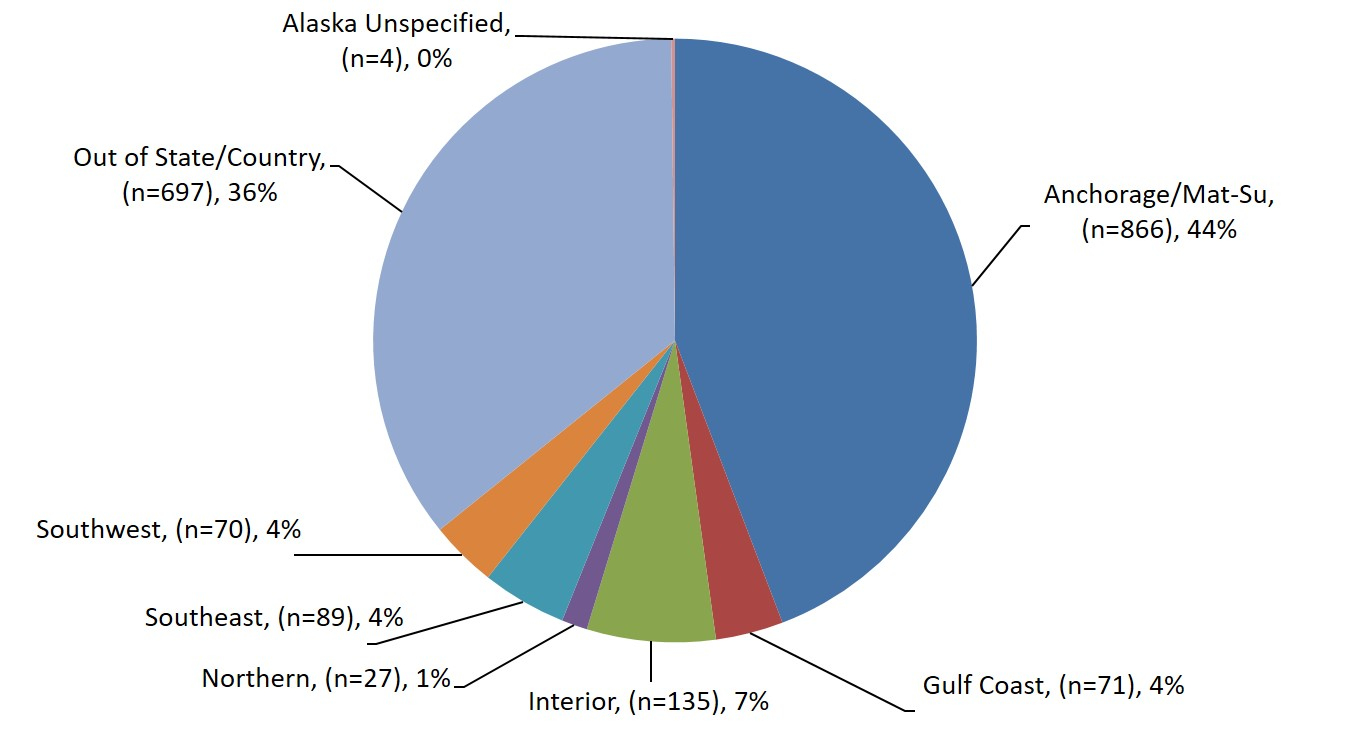 Alaska Unspecified,
(n=4), 0%
Out of State/Country,
(n=697), 36%
Anchorage/Mat-Su,
(n=866), 44%
Southwest, (n=70), 4%
Southeast, (n=89), 4%
Northern, (n=27), 1%
Interior, (n=135), 7%
Gulf Coast, (n=71), 4%